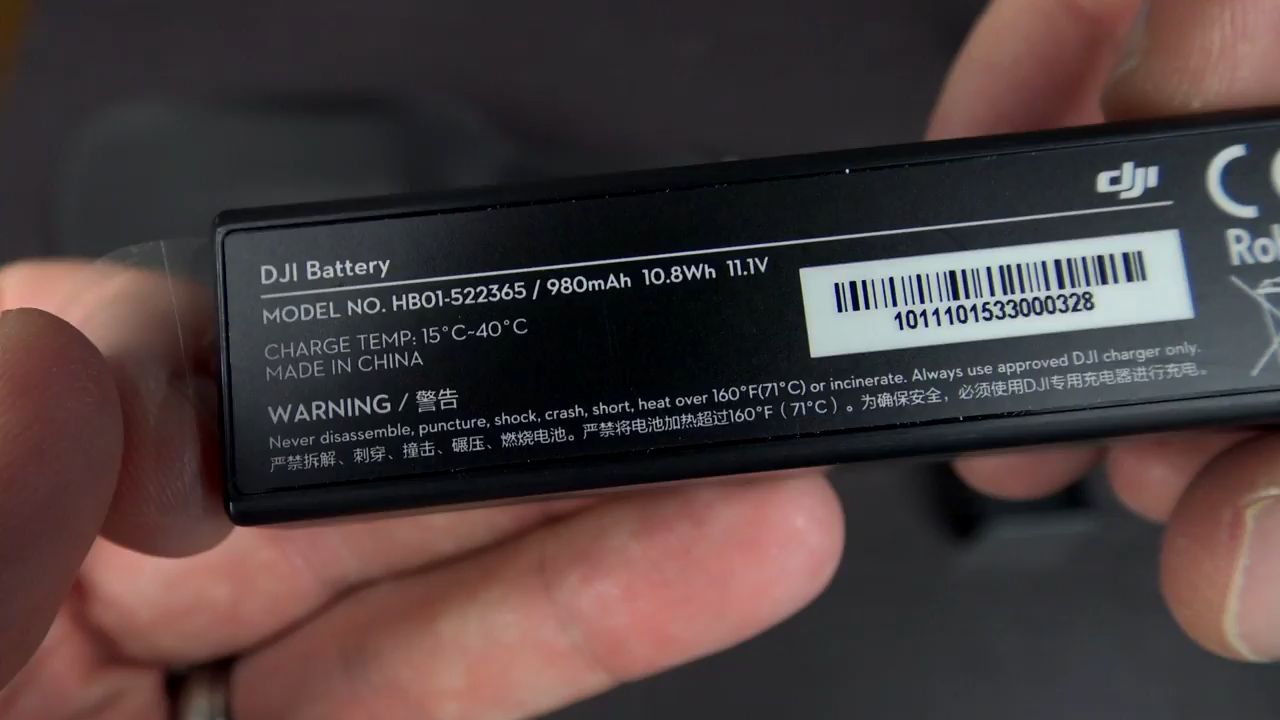 dji
DJI Battery
MODEL NO. HB01-522365 / 980mAh 10.8Wh 11.1V
CHARGE TEMP: 15°C~40°C
MADE IN CHINA
1011101533000328
WARNING / 警告
Never disassemble, puncture, shock, crash, short, heat over 160°F(71°C) or incinerate. Always use approved DJI charger only.
严禁拆解、刺穿、撞击、碾压、燃烧电池。严禁将电池加热超过160°F（71°C）。为确保安全，必须使用DJI专用充电器进行充电。